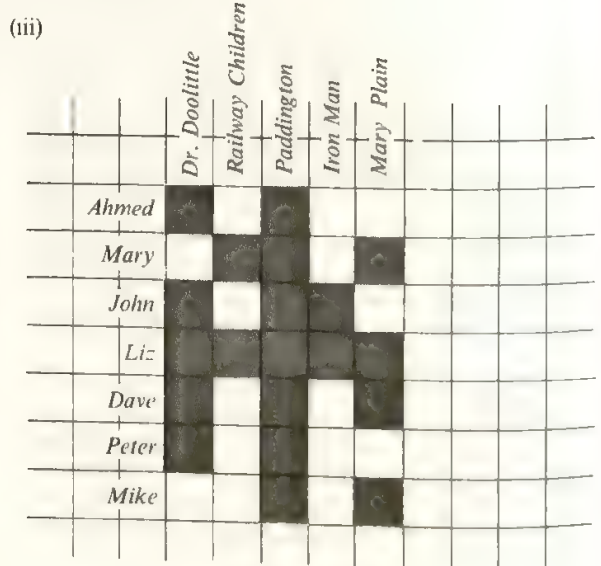 (iii)
Dr. Doolittle
Railway Children
Paddington
Iron Man
Mary Plain
Ahmed
Mary
John
Liz
Dave
Peter
Mike